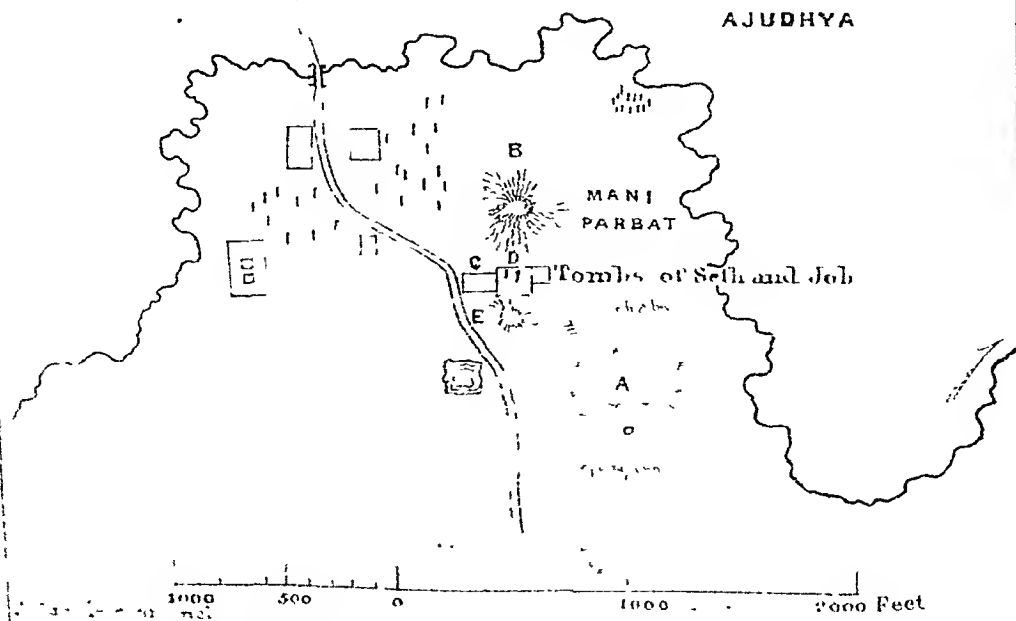 AJUDHYA
B
MANI
PARBAT
C D
Tombs of Seth and Job
E
A
1000 500 0 1000 2000 Feet